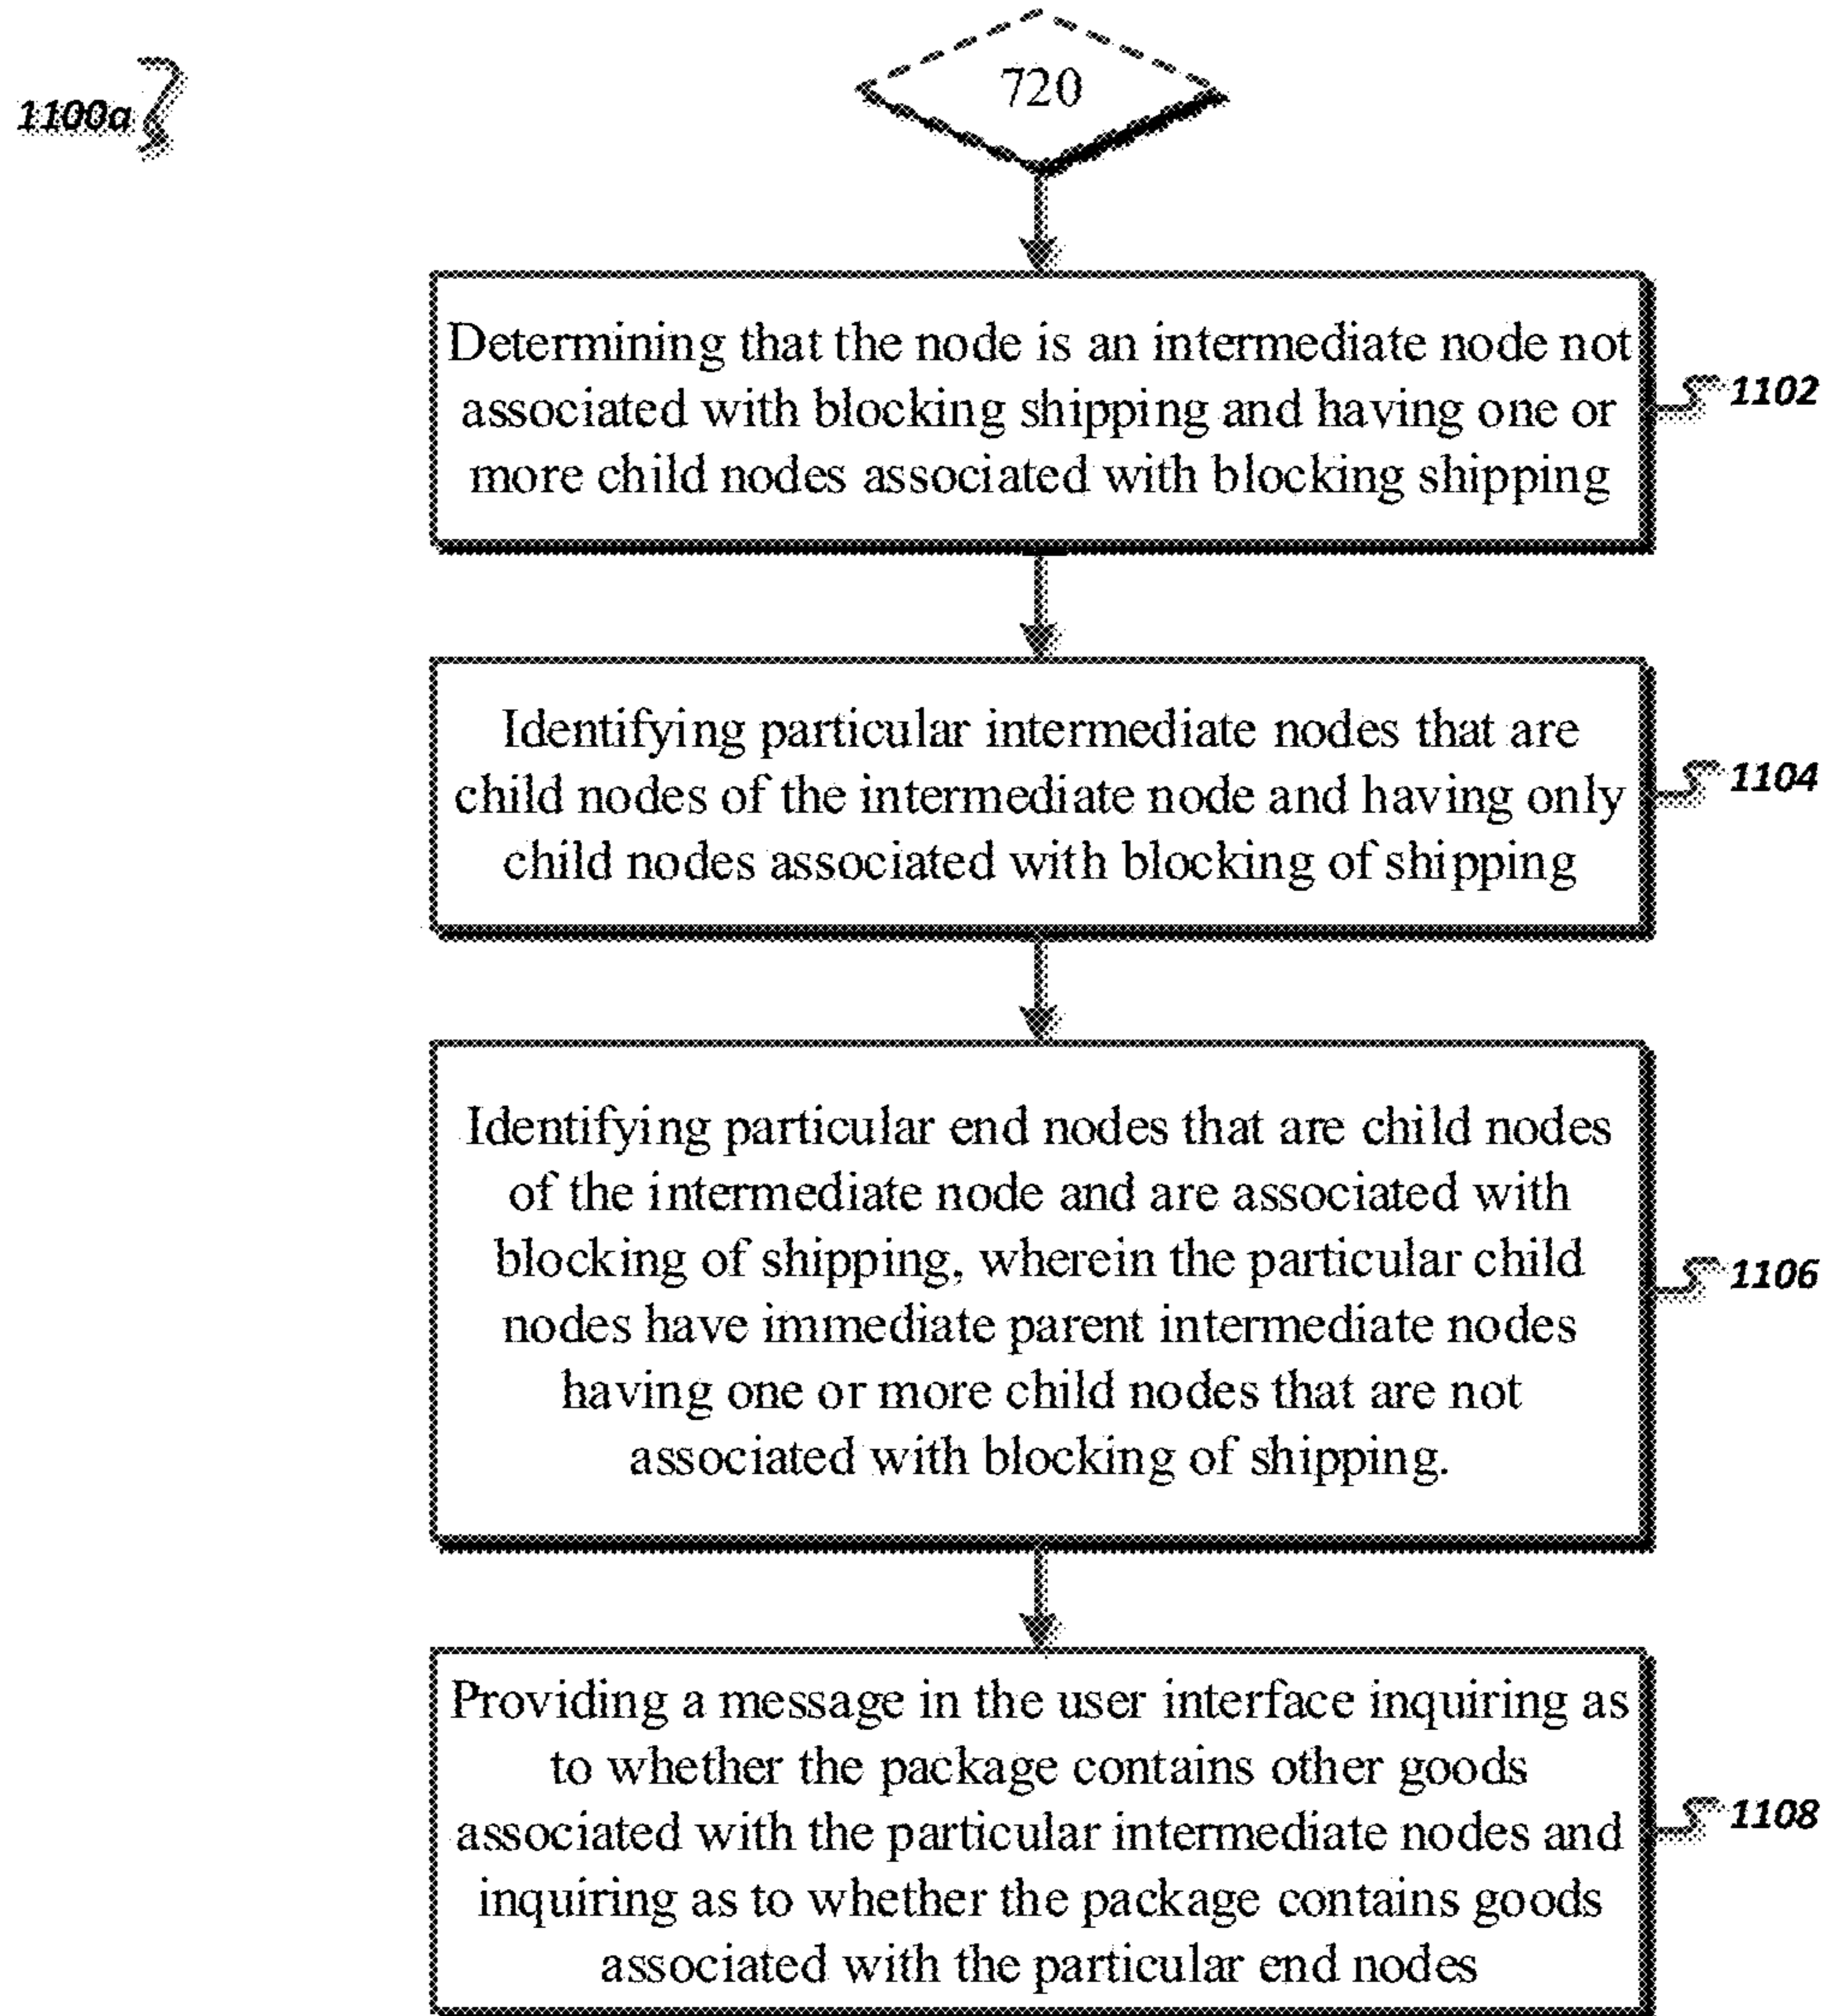 1100a
720
Determining that the node is an intermediate node not
associated with blocking shipping and having one or
more child nodes associated with blocking shipping
1102
Identifying particular intermediate nodes that are
child nodes of the intermediate node and having only
child nodes associated with blocking of shipping
1104
Identifying particular end nodes that are child nodes
of the intermediate node and are associated with
blocking of shipping, wherein the particular child
nodes have immediate parent intermediate nodes
having one or more child nodes that are not
associated with blocking of shipping.
1106
Providing a message in the user interface inquiring as
to whether the package contains other goods
associated with the particular intermediate nodes and
inquiring as to whether the package contains goods
associated with the particular end nodes
1108